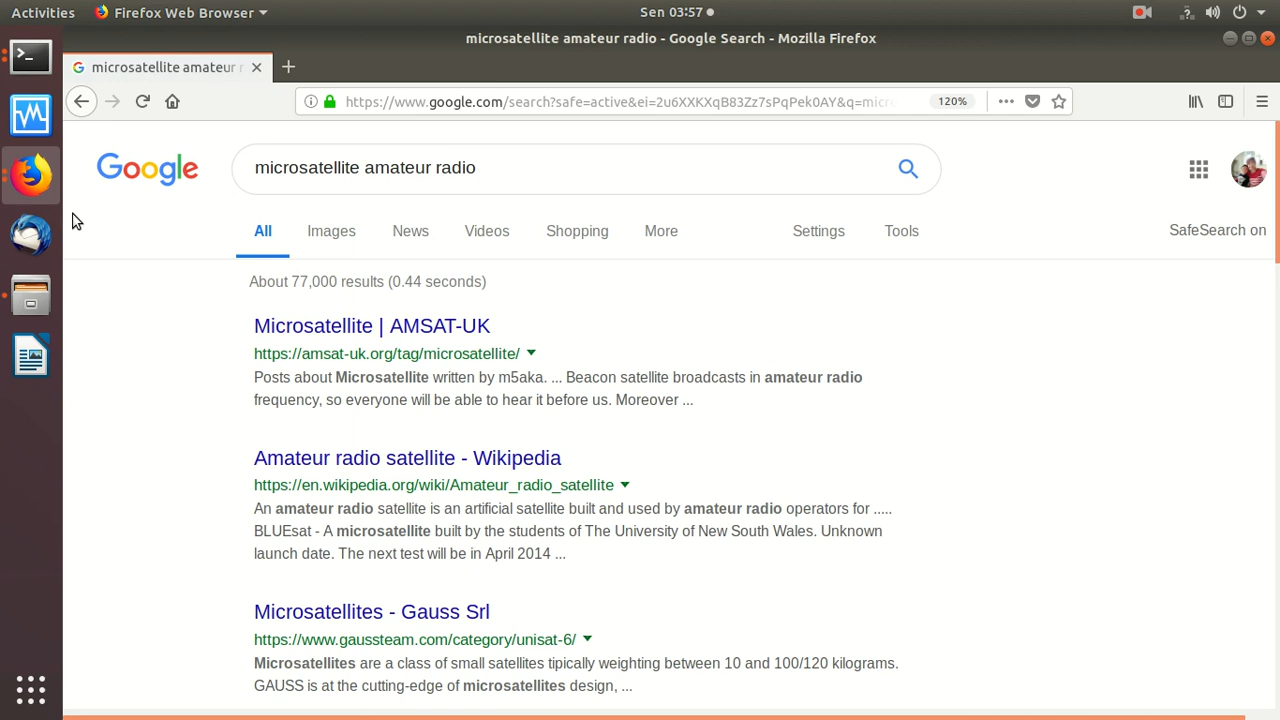 Activities Firefox Web Browser Sen 03:57
microsatellite amateur radio - Google Search - Mozilla Firefox
microsatellite amateur r
https://www.google.com/search?safe=active&ei=2u6XXKXqB83Zz7sPqPek0AY&q=micr 120%
Google microsatellite amateur radio
All Images News Videos Shopping More Settings Tools SafeSearch on
About 77,000 results (0.44 seconds)
Microsatellite | AMSAT-UK
https://amsat-uk.org/tag/microsatellite/
Posts about Microsatellite written by m5aka. ... Beacon satellite broadcasts in amateur radio
frequency, so everyone will be able to hear it before us. Moreover ...
Amateur radio satellite - Wikipedia
https://en.wikipedia.org/wiki/Amateur_radio_satellite
An amateur radio satellite is an artificial satellite built and used by amateur radio operators for .....
BLUEsat - A microsatellite built by the students of The University of New South Wales. Unknown
launch date. The next test will be in April 2014 ...
Microsatellites - Gauss Srl
https://www.gaussteam.com/category/unisat-6/
Microsatellites are a class of small satellites tipically weighting between 10 and 100/120 kilograms.
GAUSS is at the cutting-edge of microsatellites design, ...